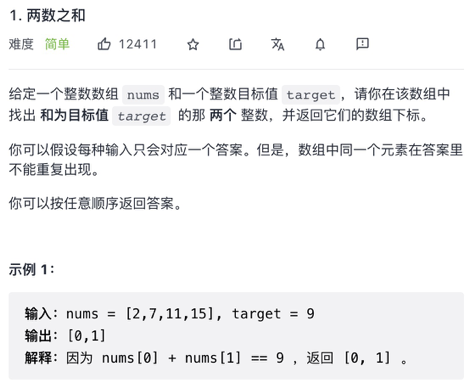 1. 两数之和
难度 简单 12411
给定一个整数数组 nums 和一个整数目标值 target，请你在该数组中
找出 和为目标值 target 的那 两个 整数，并返回它们的数组下标。
你可以假设每种输入只会对应一个答案。但是，数组中同一个元素在答案里
不能重复出现。
你可以按任意顺序返回答案。
示例 1：
输入：nums = [2,7,11,15], target = 9
输出：[0,1]
解释：因为 nums[0] + nums[1] == 9 ，返回 [0, 1] 。